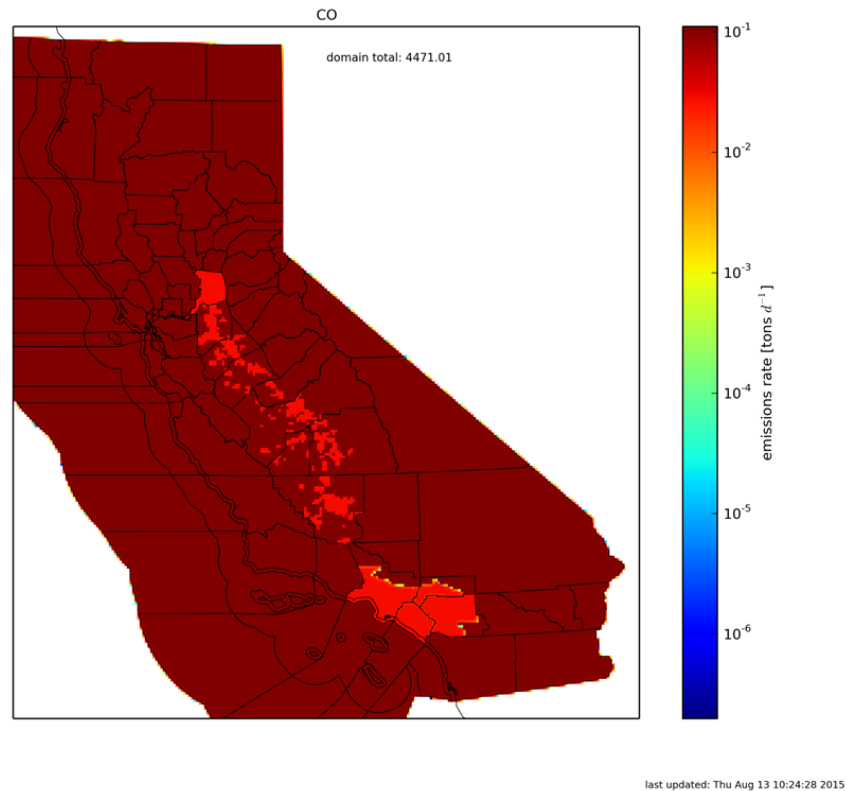 CO
domain total: 4471.01
10⁻¹
10⁻²
10⁻³
10⁻⁴
10⁻⁵
10⁻⁶
emissions rate [tons d⁻¹]
last updated: Thu Aug 13 10:24:28 2015